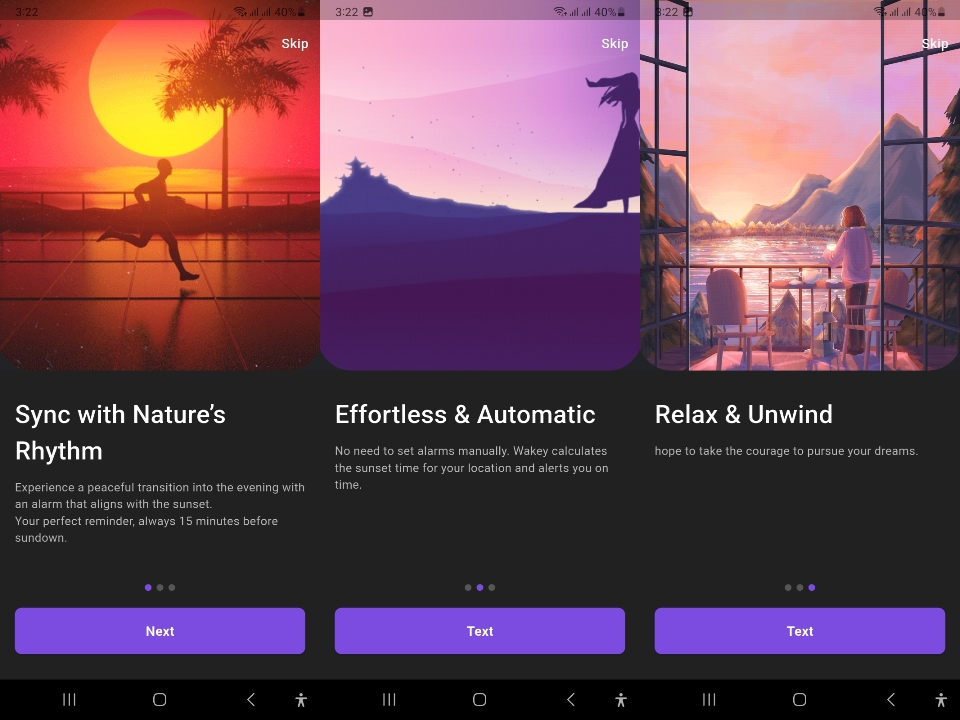 3:22
40%
Skip
Sync with Nature’s
Rhythm
Experience a peaceful transition into the evening with
an alarm that aligns with the sunset.
Your perfect reminder, always 15 minutes before
sundown.
Next
3:22
40%
Skip
Effortless & Automatic
No need to set alarms manually. Wakey calculates
the sunset time for your location and alerts you on
time.
Text
3:22
40%
Skip
Relax & Unwind
hope to take the courage to pursue your dreams.
Text